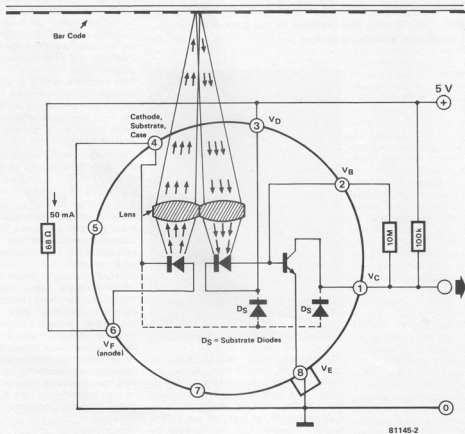 Bar Code
5 V
+
Cathode,
Substrate,
Case
4
VD
3
VB
2
50 mA
Lens
68Ω
5
10M
100k
VC
1
DS
DS
6
VF
(anode)
DS = Substrate Diodes
8
VE
7
0
81145-2